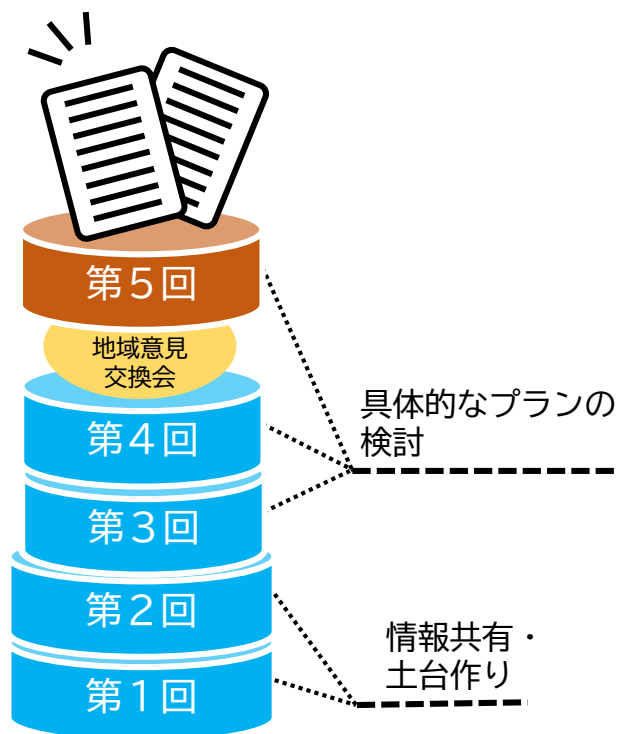 第5回
地域意見
交換会
第4回
具体的なプランの
検討
第3回
第2回
情報共有・
土台作り
第1回